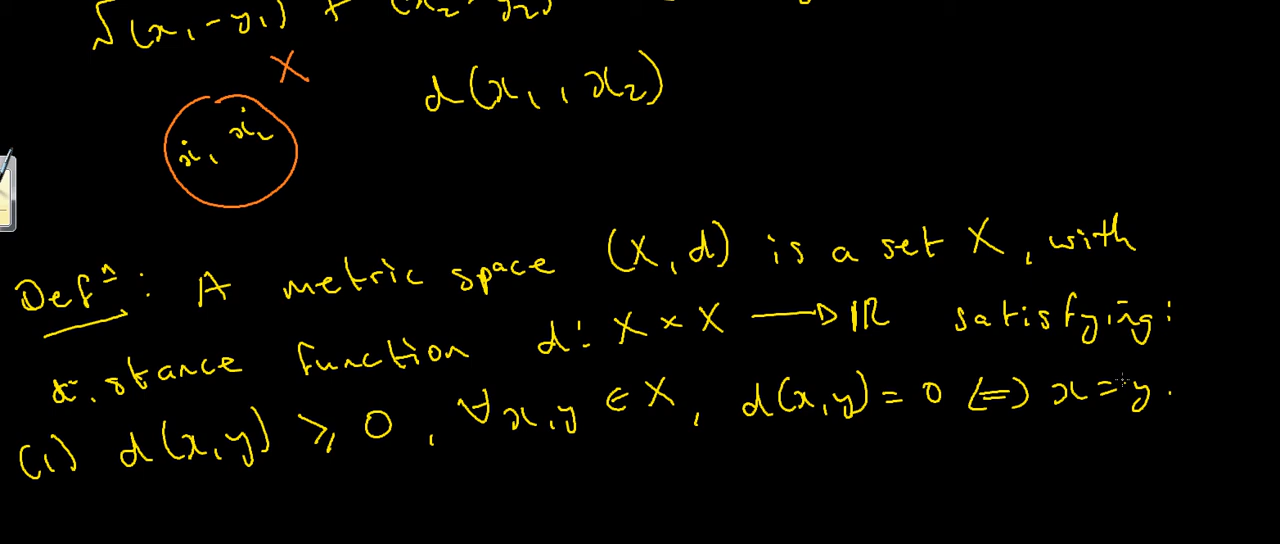 √(x₁-y₁) + (x₂-y₂)
X
d(x₁, x₂)
x₁ x₂
Defⁿ: A metric space (X,d) is a set X, with
distance function d: X × X → ℝ satisfying:
(1) d(x,y) ⩾ 0, ∀x,y ∈ X, d(x,y) = 0 (=) x=y.